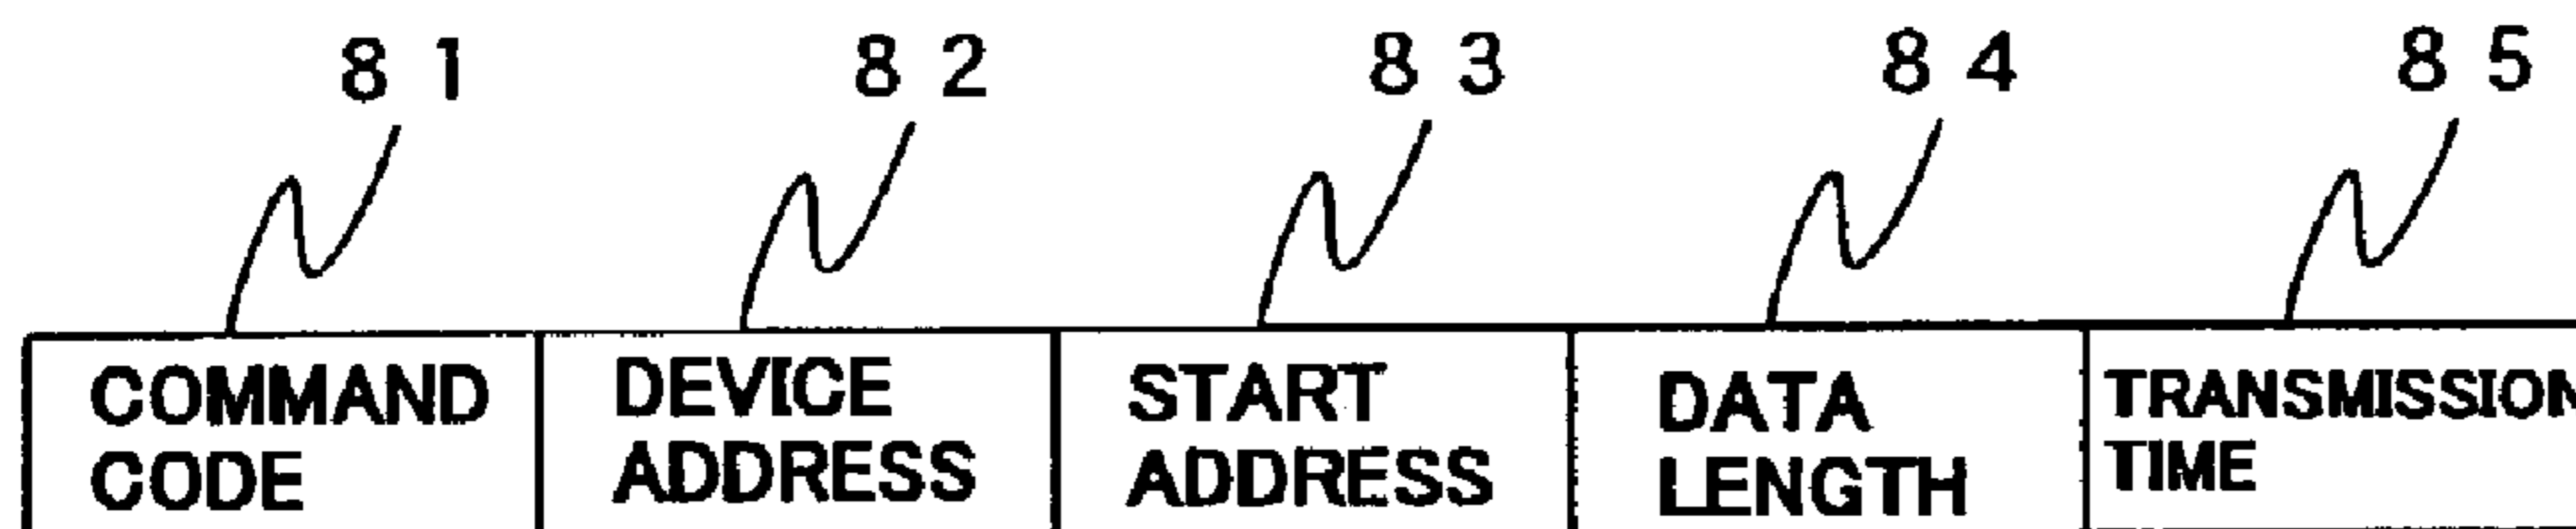 81 82 83 84 85
COMMAND CODE
DEVICE ADDRESS
START ADDRESS
DATA LENGTH
TRANSMISSION TIME